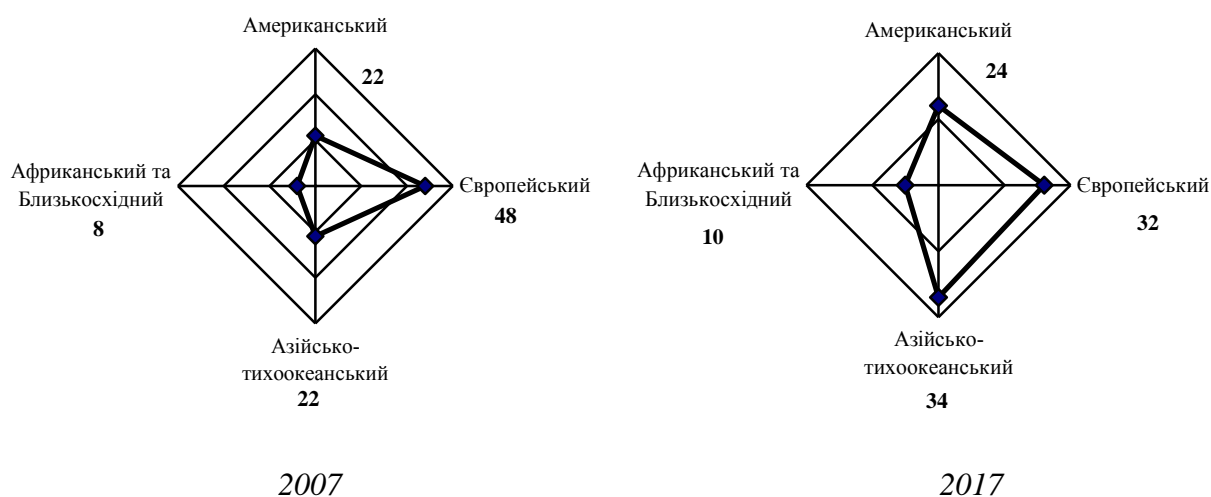 Американський
22
Африканський та
Близькосхідний
8
Європейський
48
Азійсько-
тихоокеанський
22
2007
Американський
24
Африканський та
Близькосхідний
10
Європейський
32
Азійсько-
тихоокеанський
34
2017